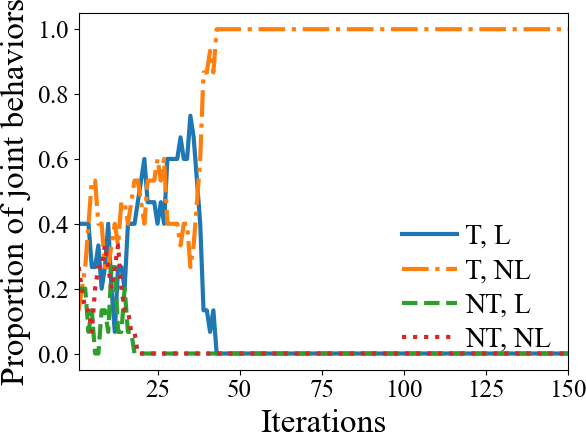 Proportion of joint behaviors
1.0
0.8
0.6
0.4
0.2
0.0
T, L
T, NL
NT, L
NT, NL
25 50 75 100 125 150
Iterations